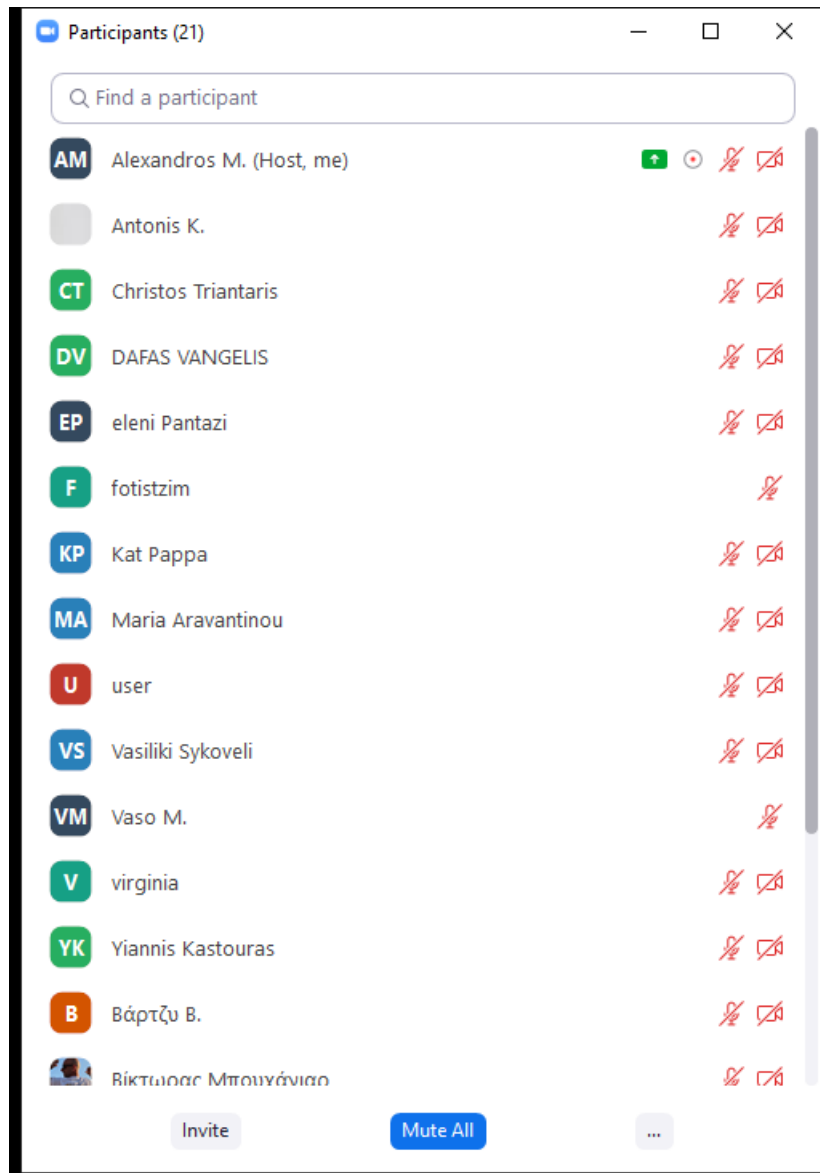 Participants (21)
Find a participant
AM Alexandros M. (Host, me)
Antonis K.
CT Christos Triantaris
DV DAFAS VANGELIS
EP eleni Pantazi
F fotistzim
KP Kat Pappa
MA Maria Aravantinou
U user
VS Vasiliki Sykoveli
VM Vaso M.
V virginia
YK Yiannis Kastouras
Β Βάρτζυ Β.
Βίκτωρας Μπουχάνιαρ
Invite Mute All ...